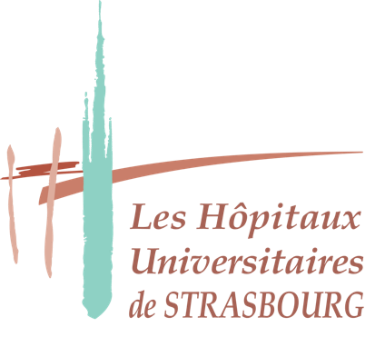 Les Hôpitaux
Universitaires
de STRASBOURG